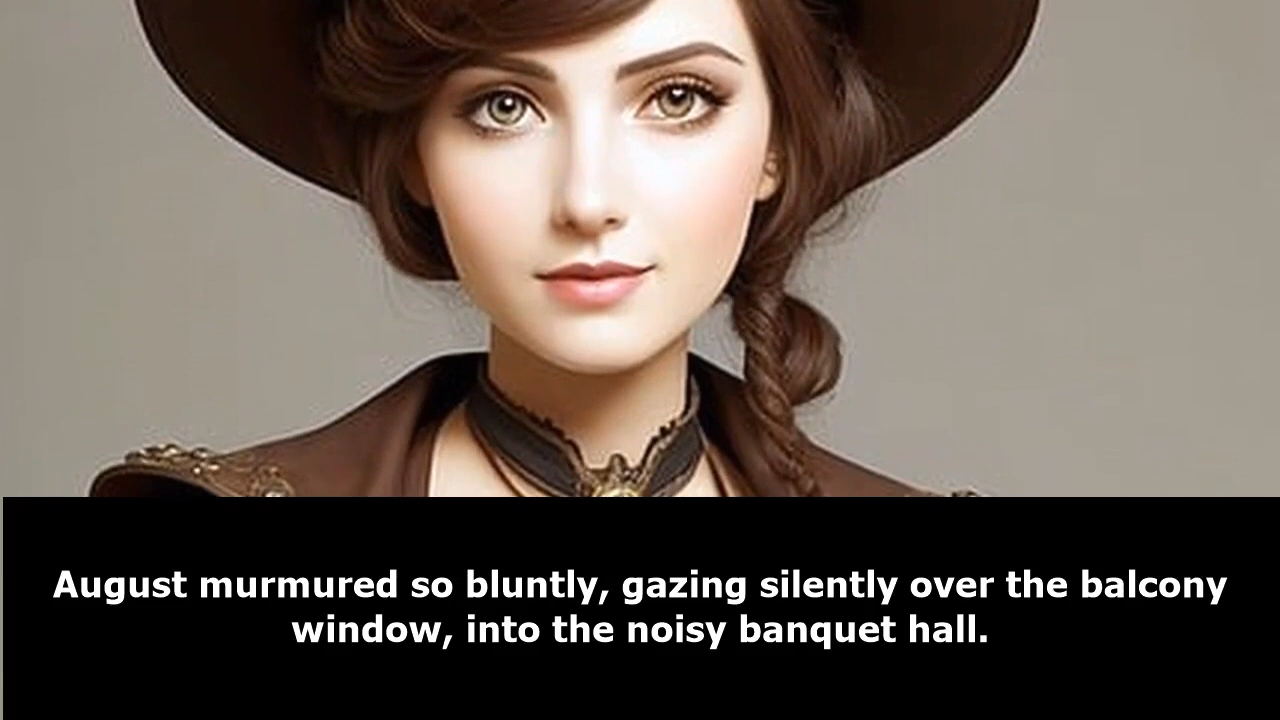 August murmured so bluntly, gazing silently over the balcony
window, into the noisy banquet hall.